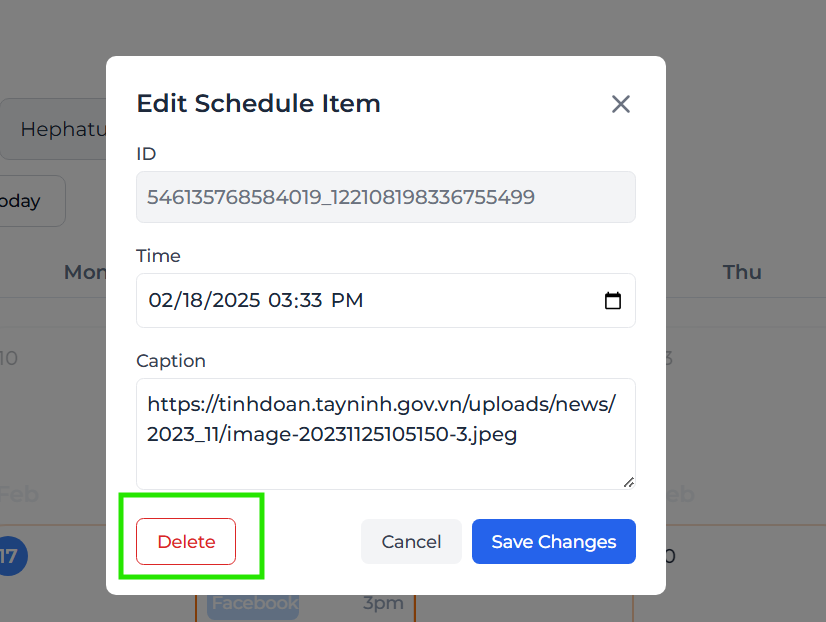 Edit Schedule Item
Hephatu
ID
546135768584019_122108198336755499
oday
Time
Mon
Thu
02/18/2025 03:33 PM
10
Caption
https://tinhdoan.tayninh.gov.vn/uploads/news/
2023_11/image-20231125105150-3.jpeg
Feb
eb
17
Delete
Cancel
Save Changes
0
Facebook
3pm